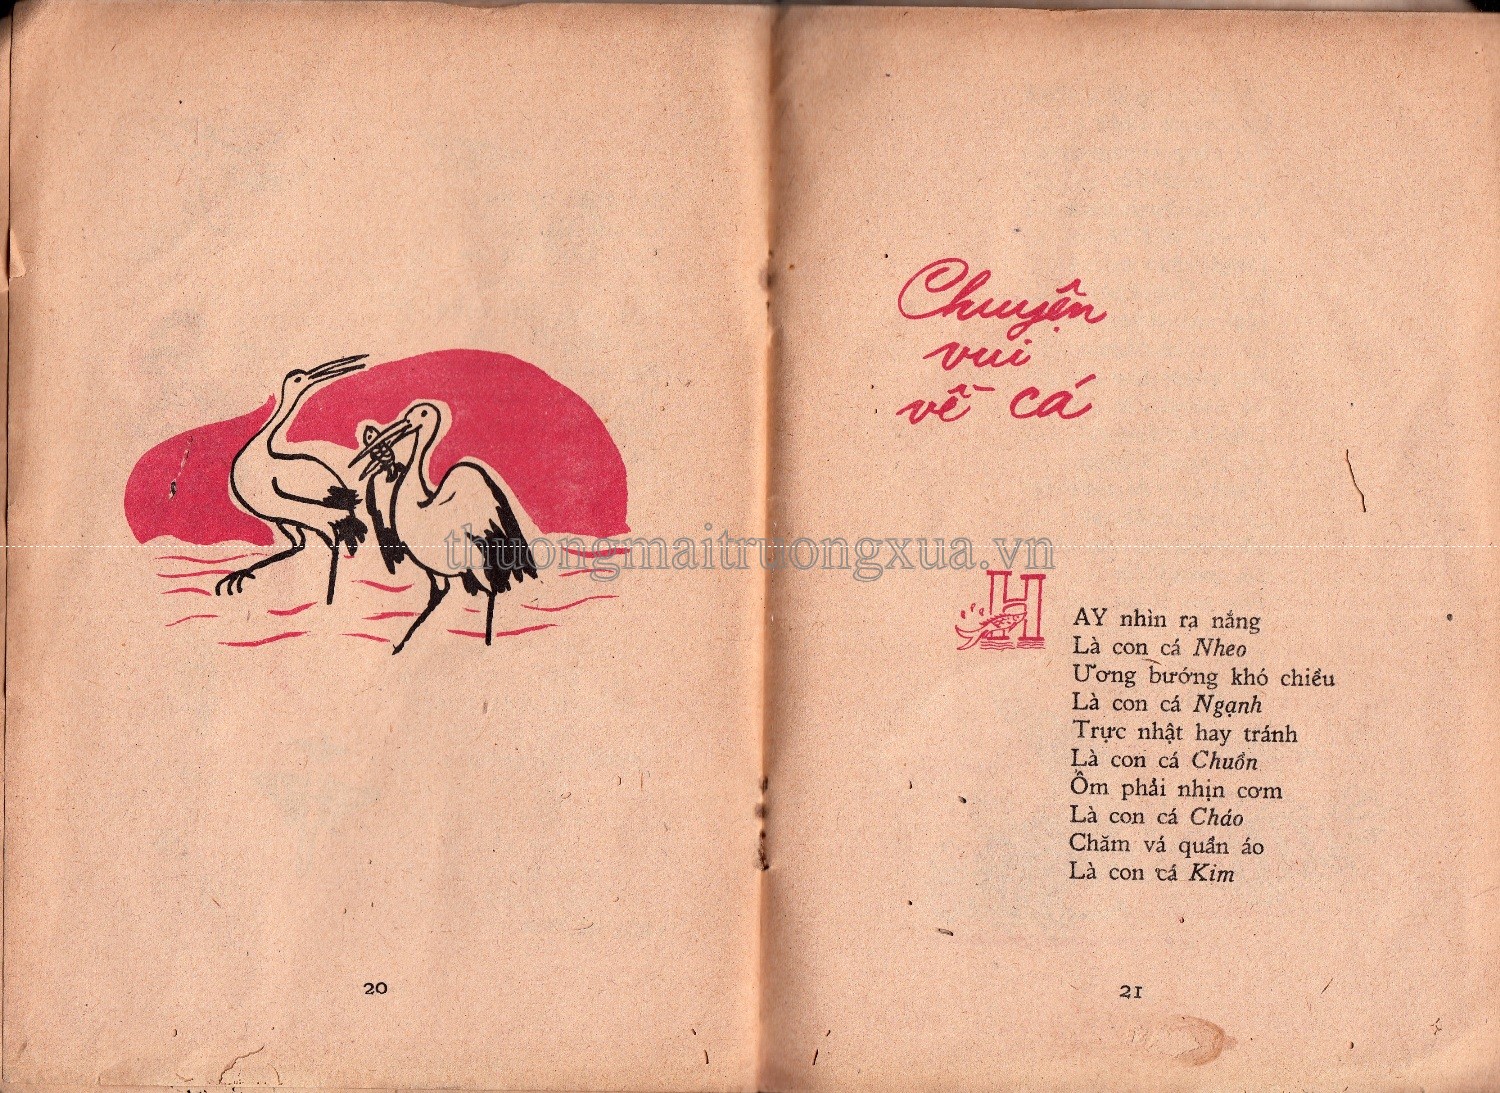 20
Chuyện
vui
về cá
thuongmaitruongxua.vn
HAY nhìn ra nắng
Là con cá Nheo
Ương bướng khó chiều
Là con cá Ngạnh
Trực nhật hay tránh
Là con cá Chuồn
Ốm phải nhịn cơm
Là con cá Cháo
Chăm vá quần áo
Là con cá Kim
21